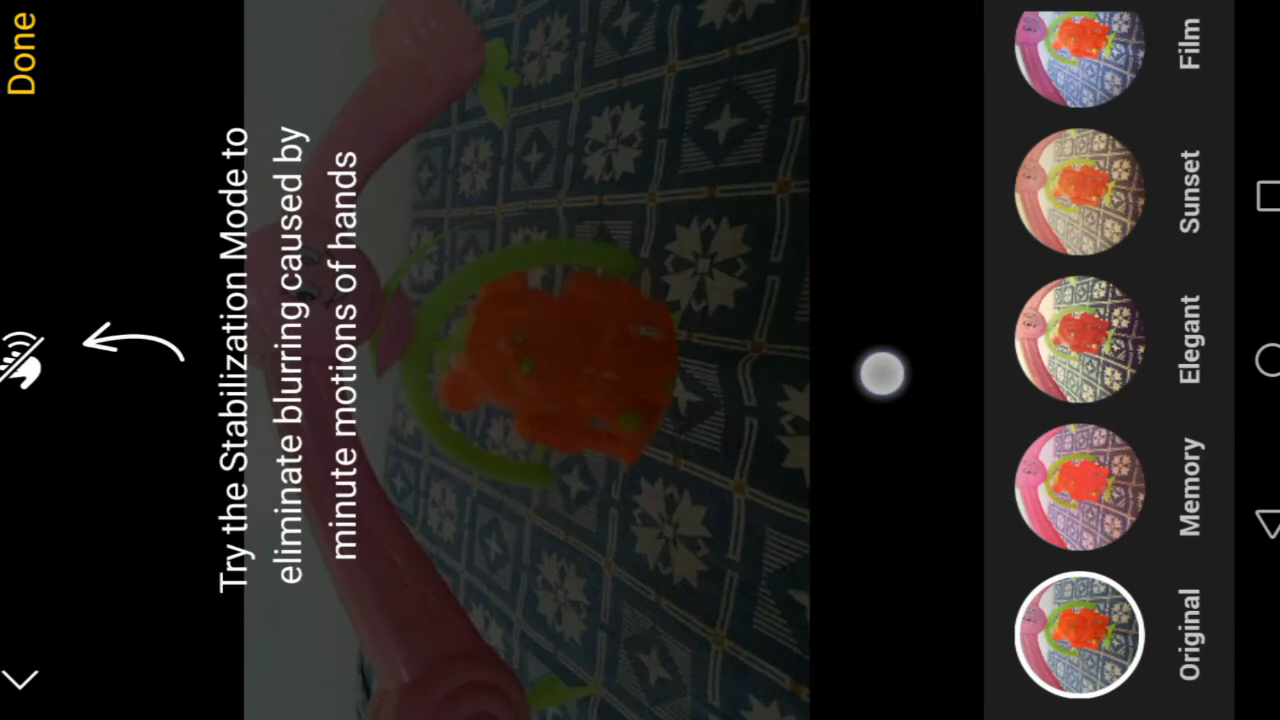 Done
Try the Stabilization Mode to
eliminate blurring caused by
minute motions of hands
Original
Memory
Elegant
Sunset
Film